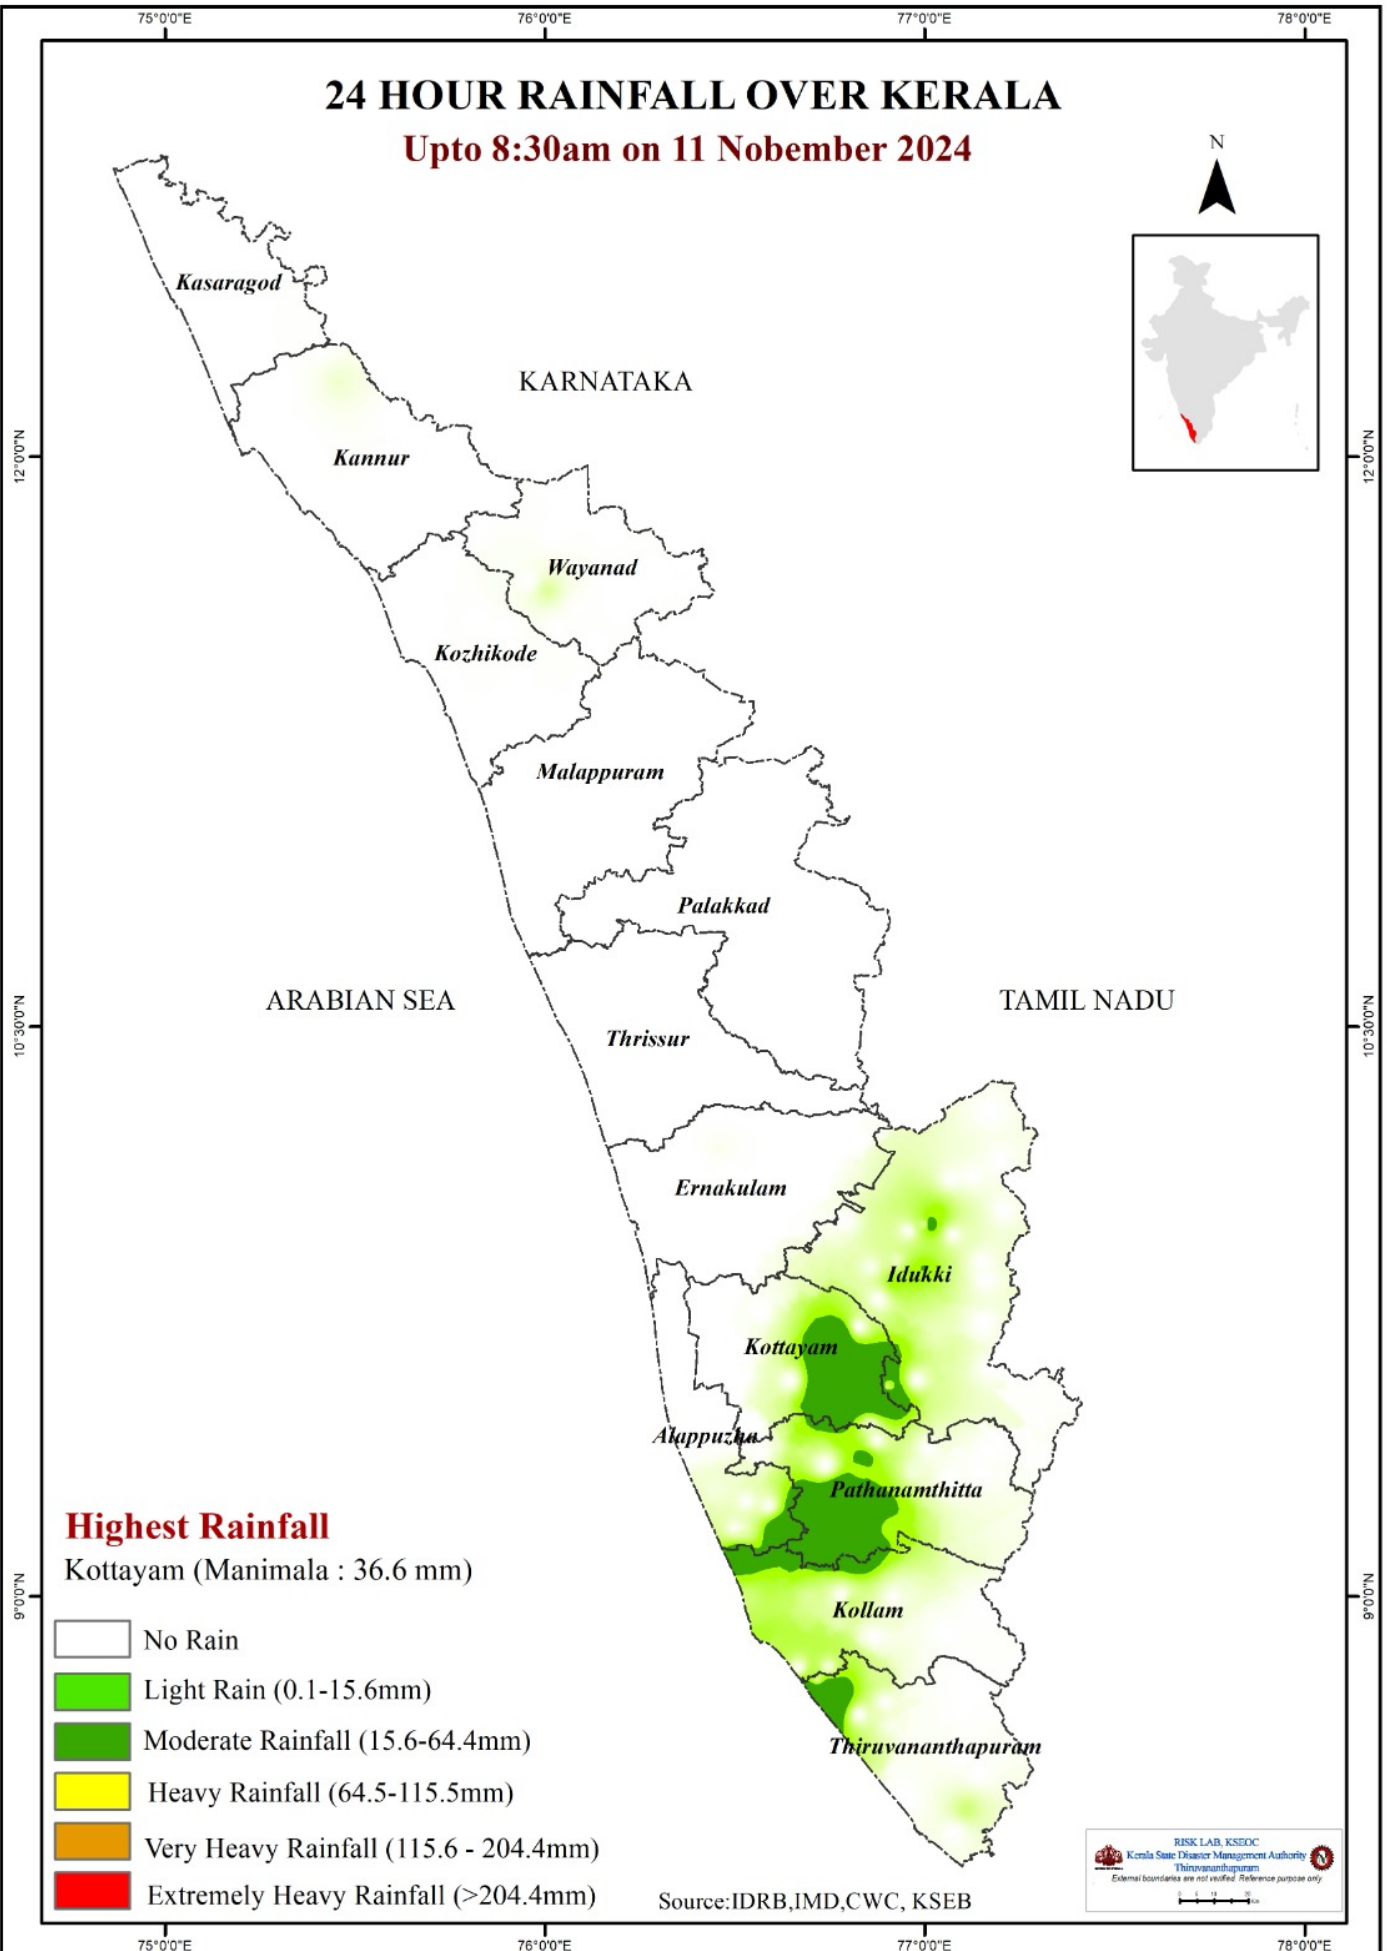 75°0'0"E 76°0'0"E 77°0'0"E 78°0'0"E
24 HOUR RAINFALL OVER KERALA
Upto 8:30am on 11 Nobember 2024
N
Kasaragod
KARNATAKA
Kannur
12°0'0"N 12°0'0"N
Wayanad
Kozhikode
Malappuram
Palakkad
ARABIAN SEA
TAMIL NADU
10°30'0"N 10°30'0"N
Thrissur
Ernakulam
Idukki
Kottayam
Alappuzha
Pathanamthitta
Highest Rainfall
Kottayam (Manimala : 36.6 mm)
9°0'0"N 9°0'0"N
Kollam
No Rain
Light Rain (0.1-15.6mm)
Moderate Rainfall (15.6-64.4mm)
Thiruvananthapuram
Heavy Rainfall (64.5-115.5mm)
Very Heavy Rainfall (115.6 - 204.4mm)
Extremely Heavy Rainfall (>204.4mm)
Source:IDRB,IMD,CWC, KSEB
RISK LAB, KSEOC
Kerala State Disaster Management Authority
Thiruvananthapuram
External boundaries are not verified. Reference purpose only
0 5 10 20
75°0'0"E 76°0'0"E 77°0'0"E 78°0'0"E